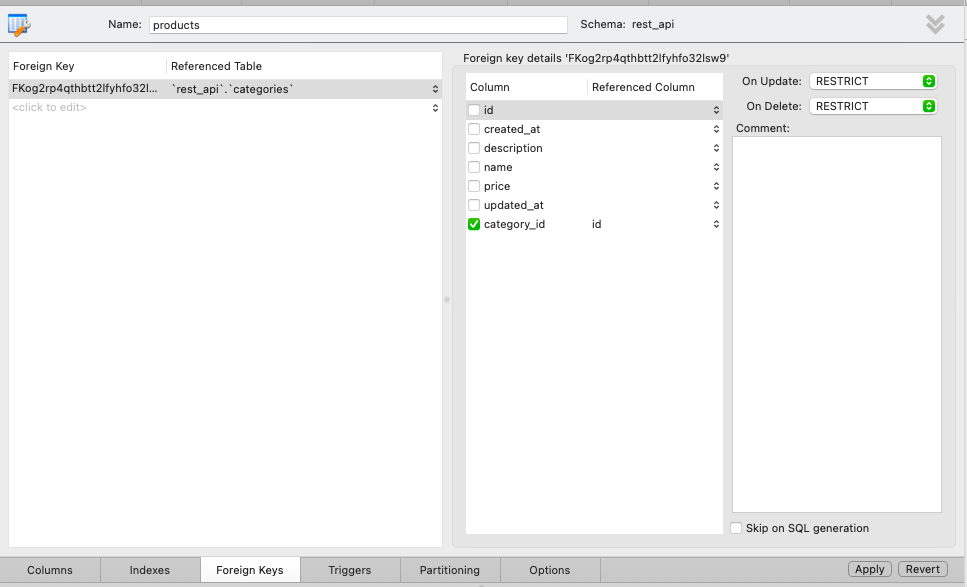 Name: products Schema: rest_api
Foreign Key Referenced Table
FKog2rp4qthbtt2lfyhfo32l... `rest_api`.`categories`
<click to edit>
Foreign key details 'FKog2rp4qthbtt2lfyhfo32lsw9'
Column Referenced Column
id
created_at
description
name
price
updated_at
category_id id
On Update: RESTRICT
On Delete: RESTRICT
Comment:
Skip on SQL generation
Columns Indexes Foreign Keys Triggers Partitioning Options Apply Revert